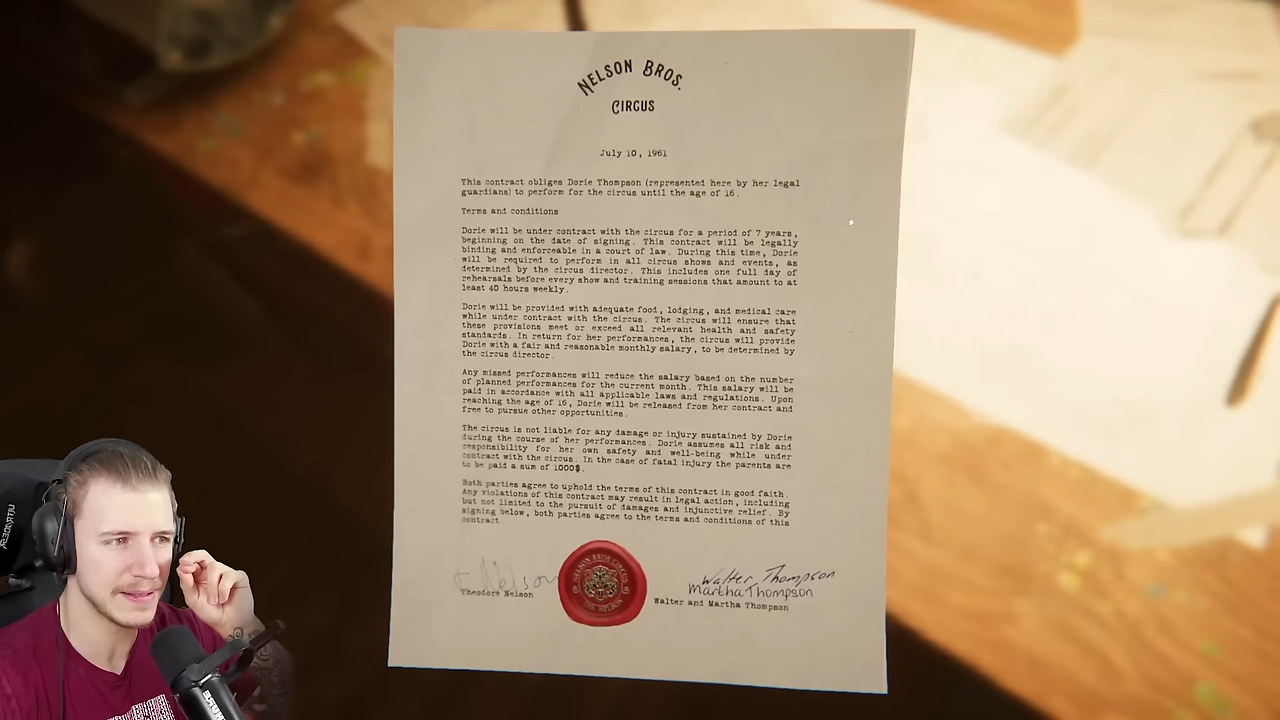 NELSON BROS.
CIRCUS
July 10, 1961
This contract obliges Dorie Thompson (represented here by her legal
guardians) to perform for the circus until the age of 16.
Terms and conditions
Dorie will be under contract with the circus for a period of 7 years,
beginning on the date of signing. This contract will be legally
binding and enforceable in a court of law. During this time, Dorie
will be required to perform in all circus shows and events, as
determined by the circus director. This includes one full day of
rehearsals before every show and training sessions that amount to at
least 40 hours weekly.
Dorie will be provided with adequate food, lodging, and medical care
while under contract with the circus. The circus will ensure that
these provisions meet or exceed all relevant health and safety
standards. In return for her performances, the circus will provide
Dorie with a fair and reasonable monthly salary, to be determined by
the circus director.
Any missed performances will reduce the salary based on the number
of planned performances for the current month. This salary will be
paid in accordance with all applicable laws and regulations. Upon
reaching the age of 16, Dorie will be released from her contract and
free to pursue other opportunities.
The circus is not liable for any damage or injury sustained by Dorie
during the course of her performances. Dorie assumes all risk and
responsibility for her own safety and well-being while under
contract with the circus. In the case of fatal injury the parents are
to be paid a sum of 1000$.
Both parties agree to uphold the terms of this contract in good faith.
Any violations of this contract may result in legal action, including
but not limited to the pursuit of damages and injunctive relief. By
signing below, both parties agree to the terms and conditions of this
contract.
Nelson
Theodore Nelson
NELSON BROS CIRCUS
Walter Thompson
Martha Thompson
Walter and Martha Thompson